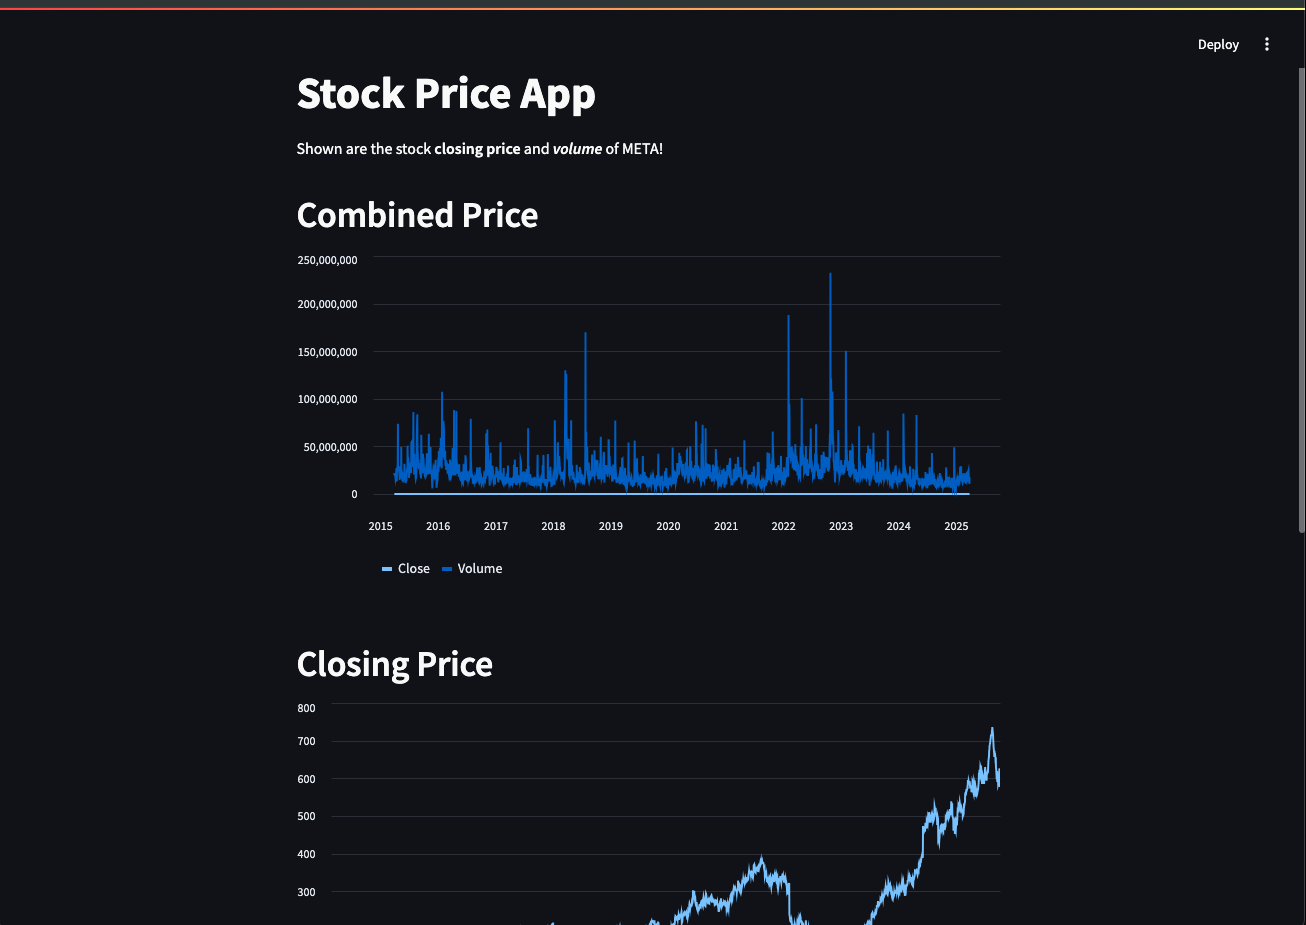 Deploy
Stock Price App
Shown are the stock closing price and volume of META!
Combined Price
250,000,000
200,000,000
150,000,000
100,000,000
50,000,000
0
2015 2016 2017 2018 2019 2020 2021 2022 2023 2024 2025
Close Volume
Closing Price
800
700
600
500
400
300